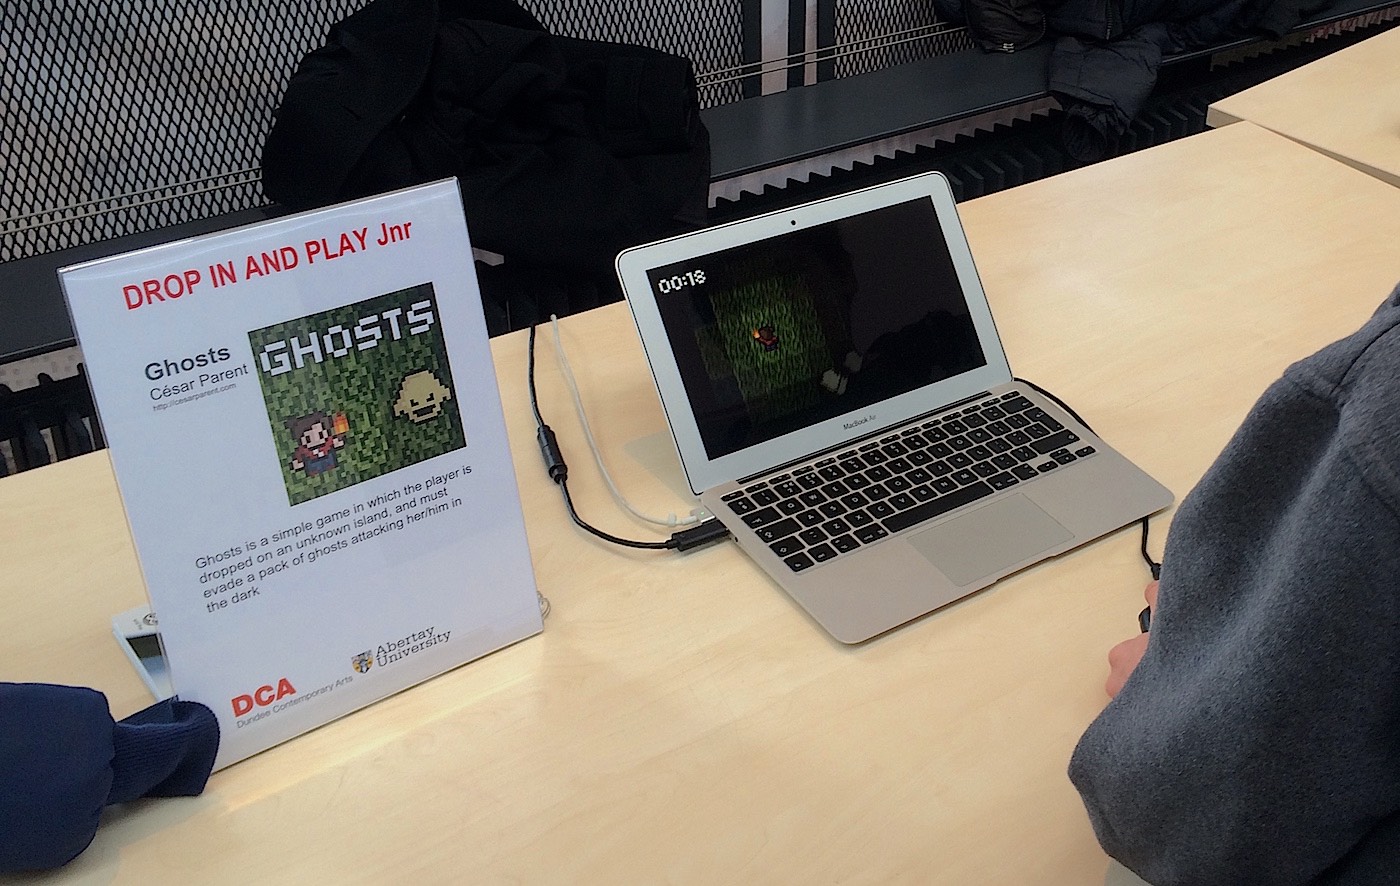 DROP IN AND PLAY Jnr
Ghosts
César Parent
http://cesarparent.com
GHOSTS
Ghosts is a simple game in which the player is
dropped on an unknown island, and must
evade a pack of ghosts attacking her/him in
the dark
DCA
Dundee Contemporary Arts
Abertay
University
00:18
MacBook Air